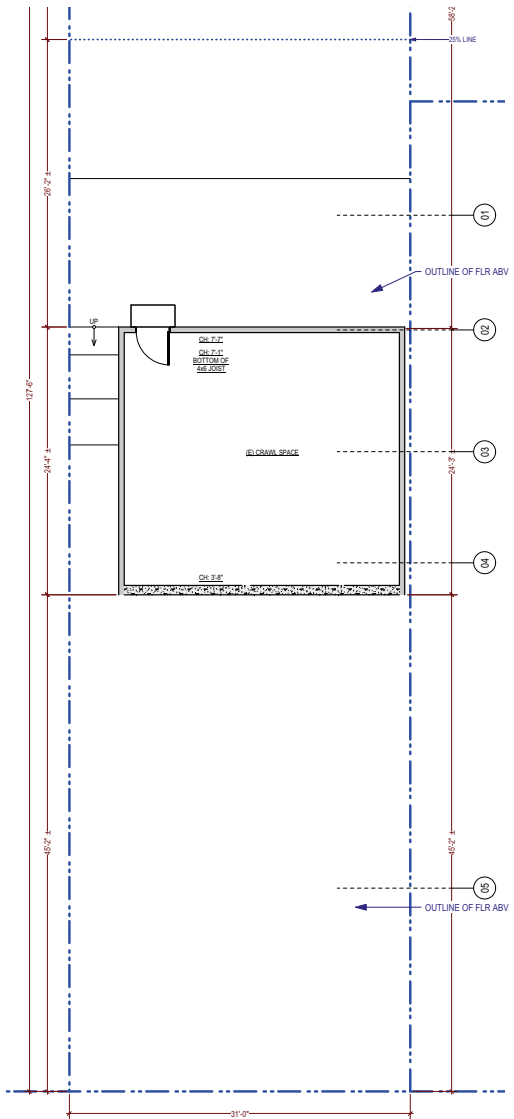 58'-2
25% LINE
26'-2" ±
01
OUTLINE OF FLR ABV
UP
02
CH: 7'-7"
CH: 7'-1"
BOTTOM OF
4x6 JOIST
127'-6"
24'-4" ±
(E) CRAWL SPACE
24'-3" ±
03
04
CH: 3'-8"
45'-2" ±
45'-2" ±
05
OUTLINE OF FLR ABV
31'-0"